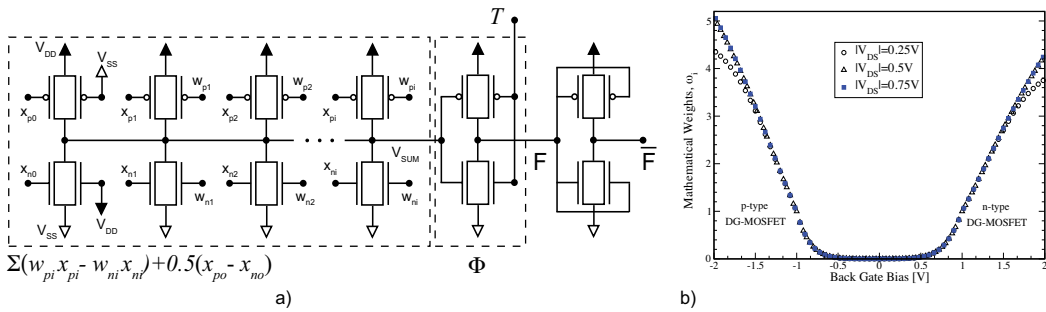 T
V_DD
V_SS
w_p1
w_p2
w_pi
x_p0
x_p1
x_p2
x_pi
V_SUM
F
F̅
x_n0
x_n1
x_n2
x_ni
w_n1
w_n2
w_ni
V_SS
V_DD
Σ(w_pi x_pi - w_ni x_ni)+0.5(x_po - x_no)
Φ
a)
Mathematical Weights, ω_i
5
4
3
2
1
0
|V_DS|=0.25V
|V_DS|=0.5V
|V_DS|=0.75V
p-type
DG-MOSFET
n-type
DG-MOSFET
-2 -1.5 -1 -0.5 0 0.5 1 1.5 2
Back Gate Bias [V]
b)